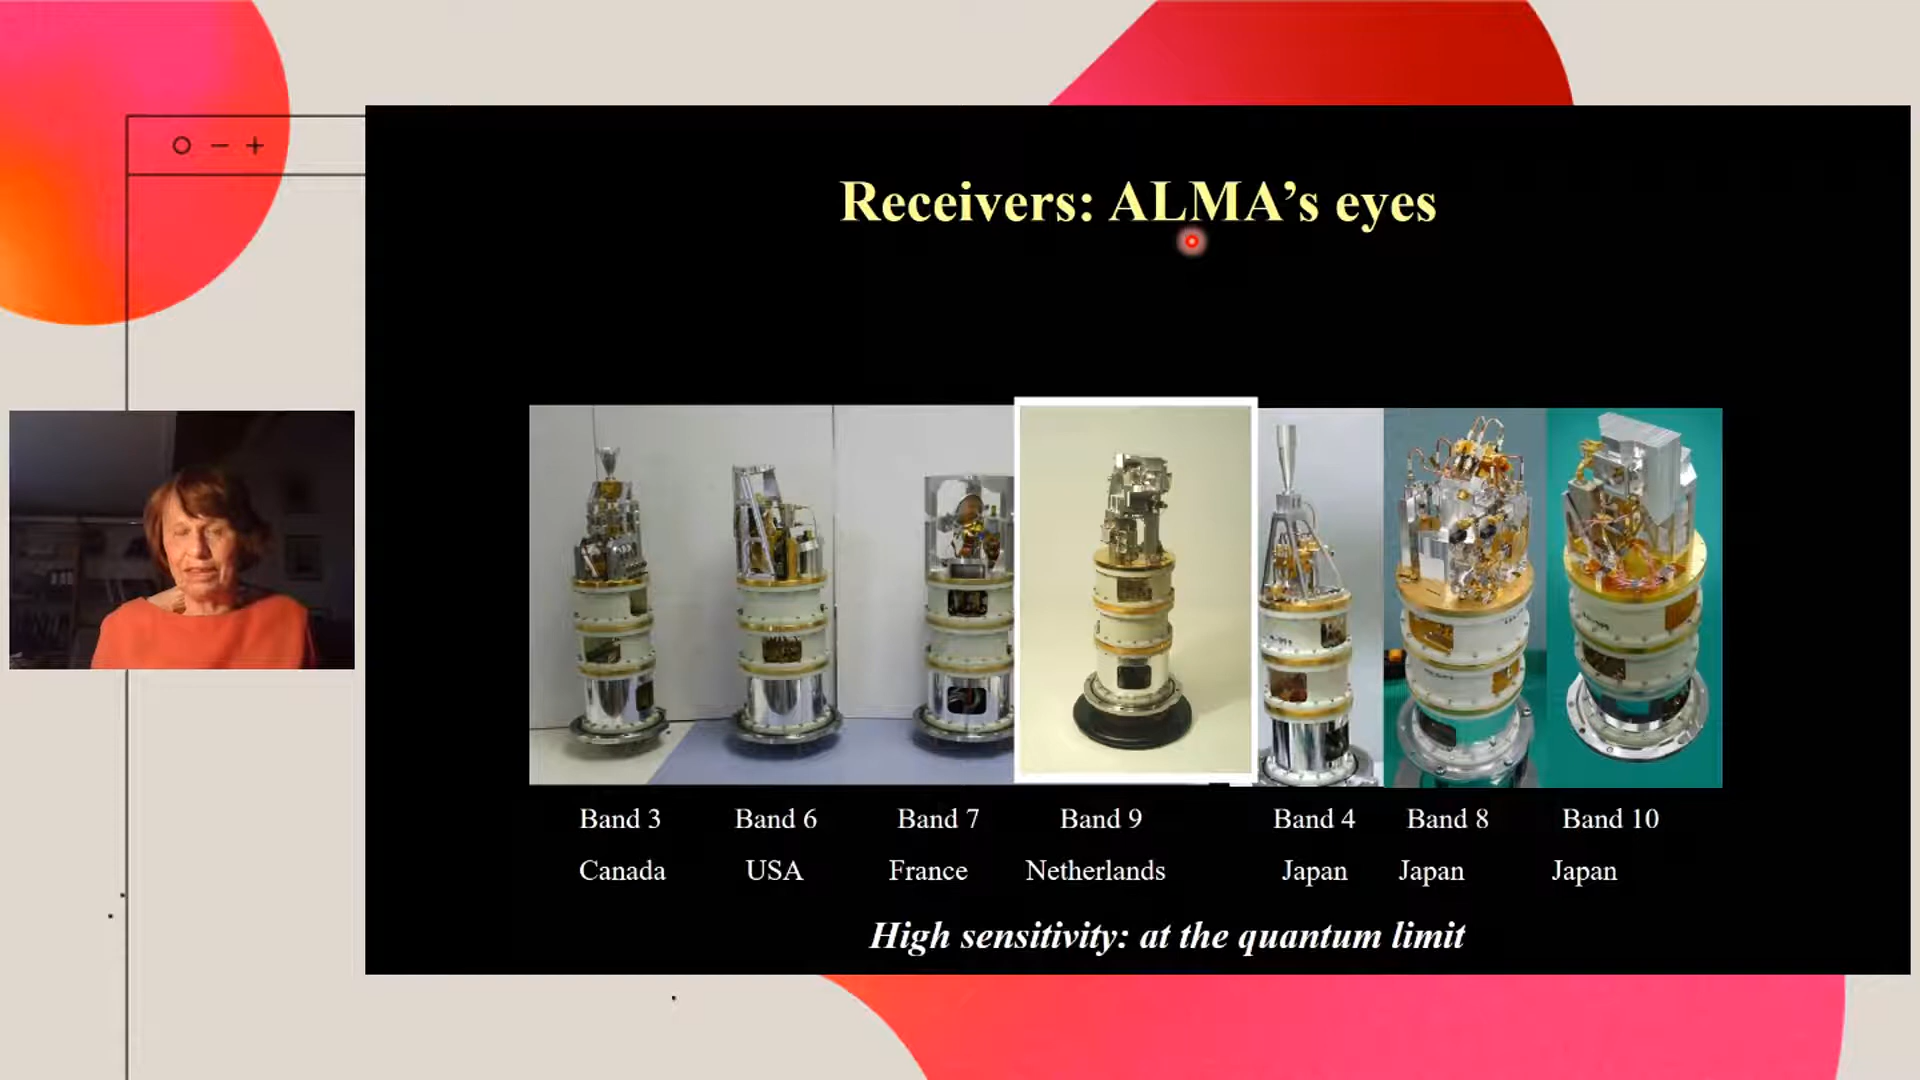 Receivers: ALMA's eyes
Band 3 Band 6 Band 7 Band 9 Band 4 Band 8 Band 10
Canada USA France Netherlands Japan Japan Japan
High sensitivity: at the quantum limit